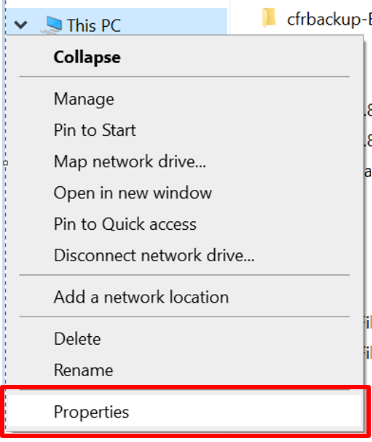 This PC
cfrbackup-
Collapse
Manage
Pin to Start
Map network drive...
Open in new window
Pin to Quick access
Disconnect network drive...
Add a network location
Delete
Rename
Properties